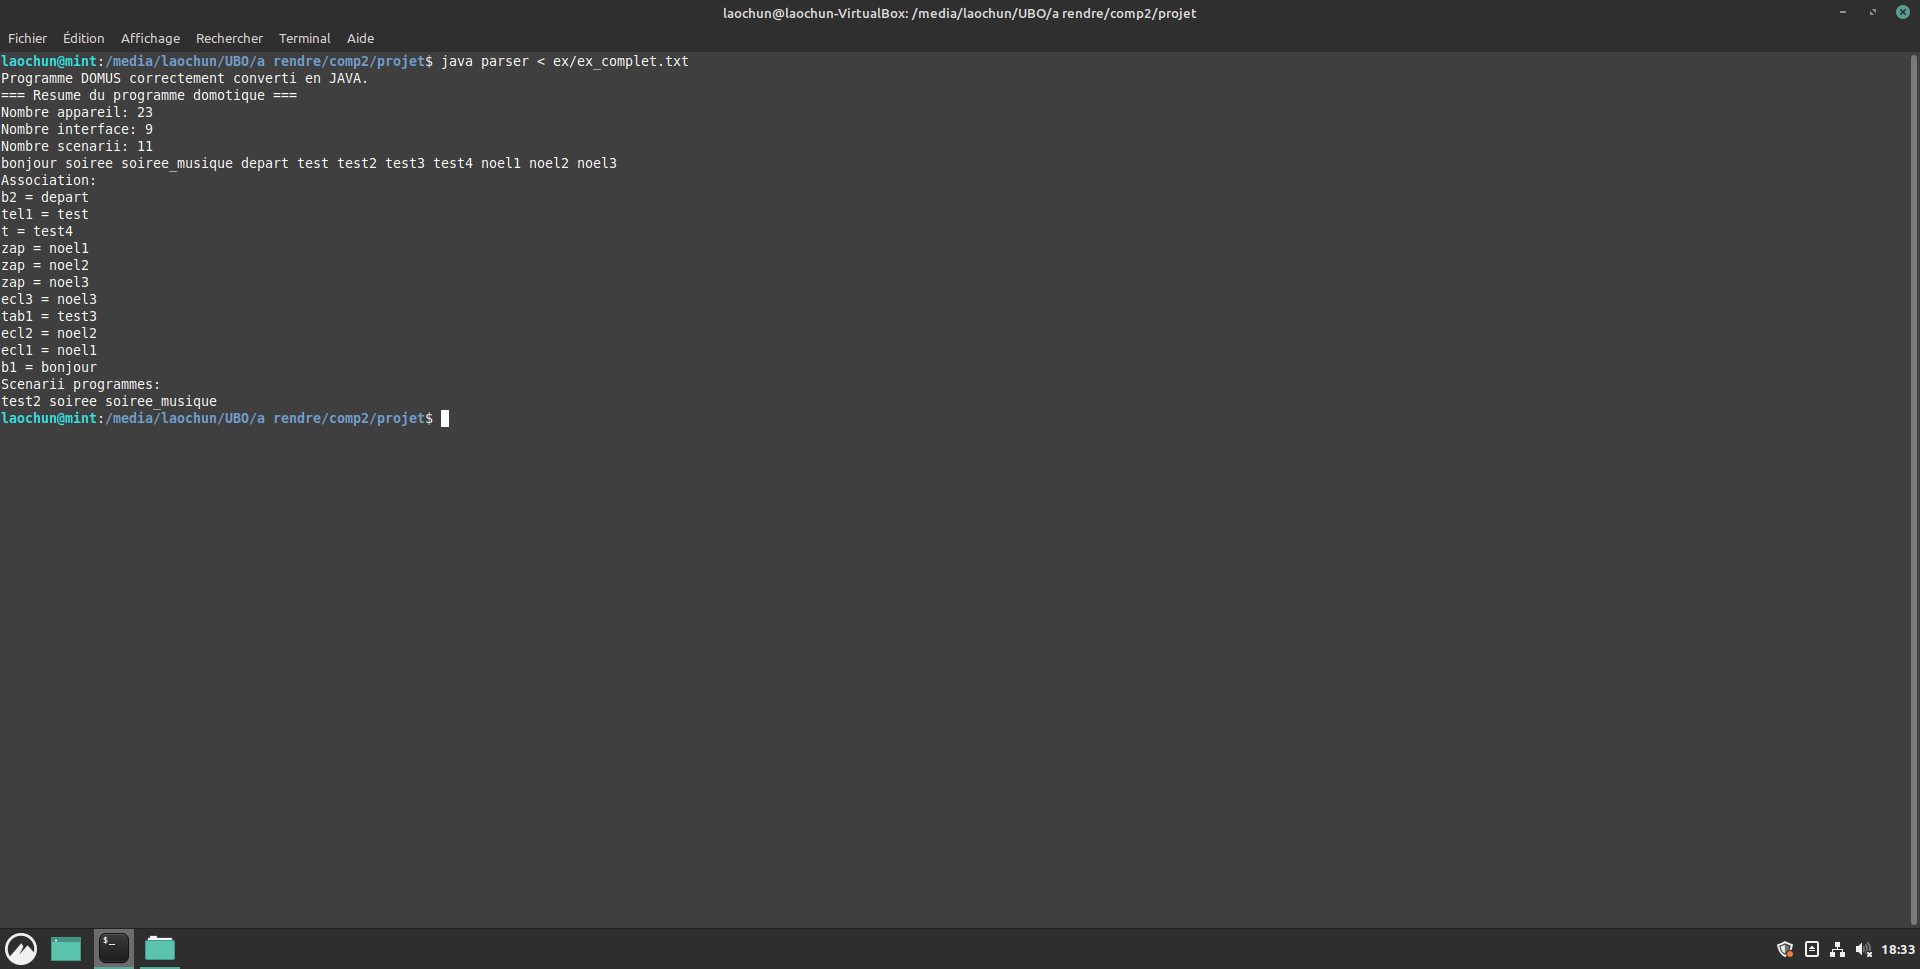 laochun@laochun-VirtualBox: /media/laochun/UBO/a rendre/comp2/projet
Fichier Édition Affichage Rechercher Terminal Aide
laochun@mint:/media/laochun/UBO/a rendre/comp2/projet$ java parser < ex/ex_complet.txt
Programme DOMUS correctement converti en JAVA.
=== Resume du programme domotique ===
Nombre appareil: 23
Nombre interface: 9
Nombre scenarii: 11
bonjour soiree soiree_musique depart test test2 test3 test4 noel1 noel2 noel3
Association:
b2 = depart
tel1 = test
t = test4
zap = noel1
zap = noel2
zap = noel3
ecl3 = noel3
tab1 = test3
ecl2 = noel2
ecl1 = noel1
b1 = bonjour
Scenarii programmes:
test2 soiree soiree_musique
laochun@mint:/media/laochun/UBO/a rendre/comp2/projet$
$_
18:33